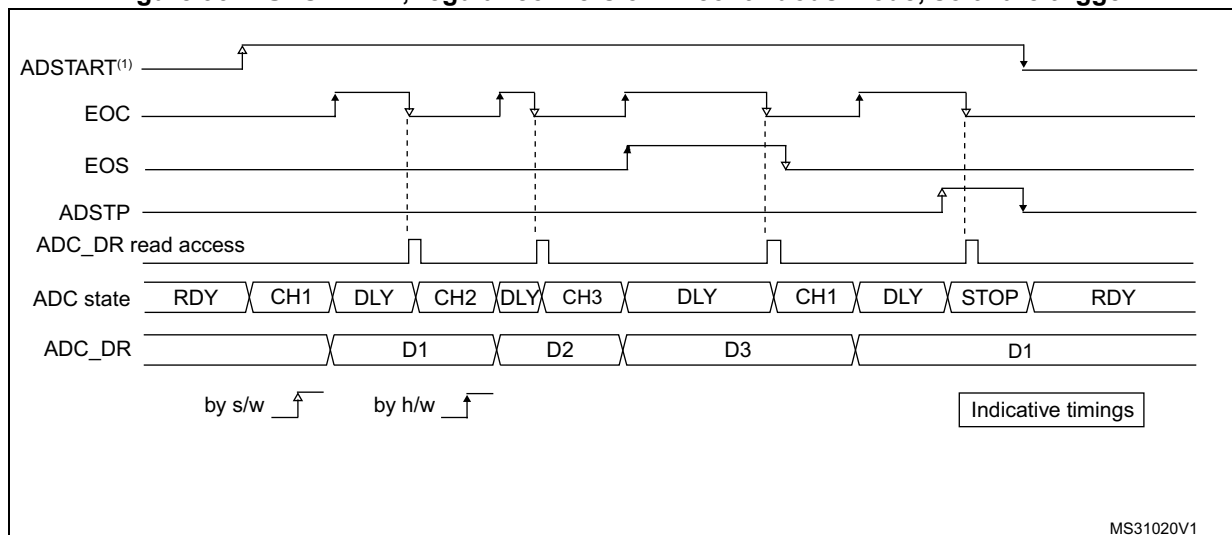 ADSTART(1)
EOC
EOS
ADSTP
ADC_DR read access
ADC state RDY CH1 DLY CH2 DLY CH3 DLY CH1 DLY STOP RDY
ADC_DR D1 D2 D3 D1
by s/w by h/w Indicative timings
MS31020V1